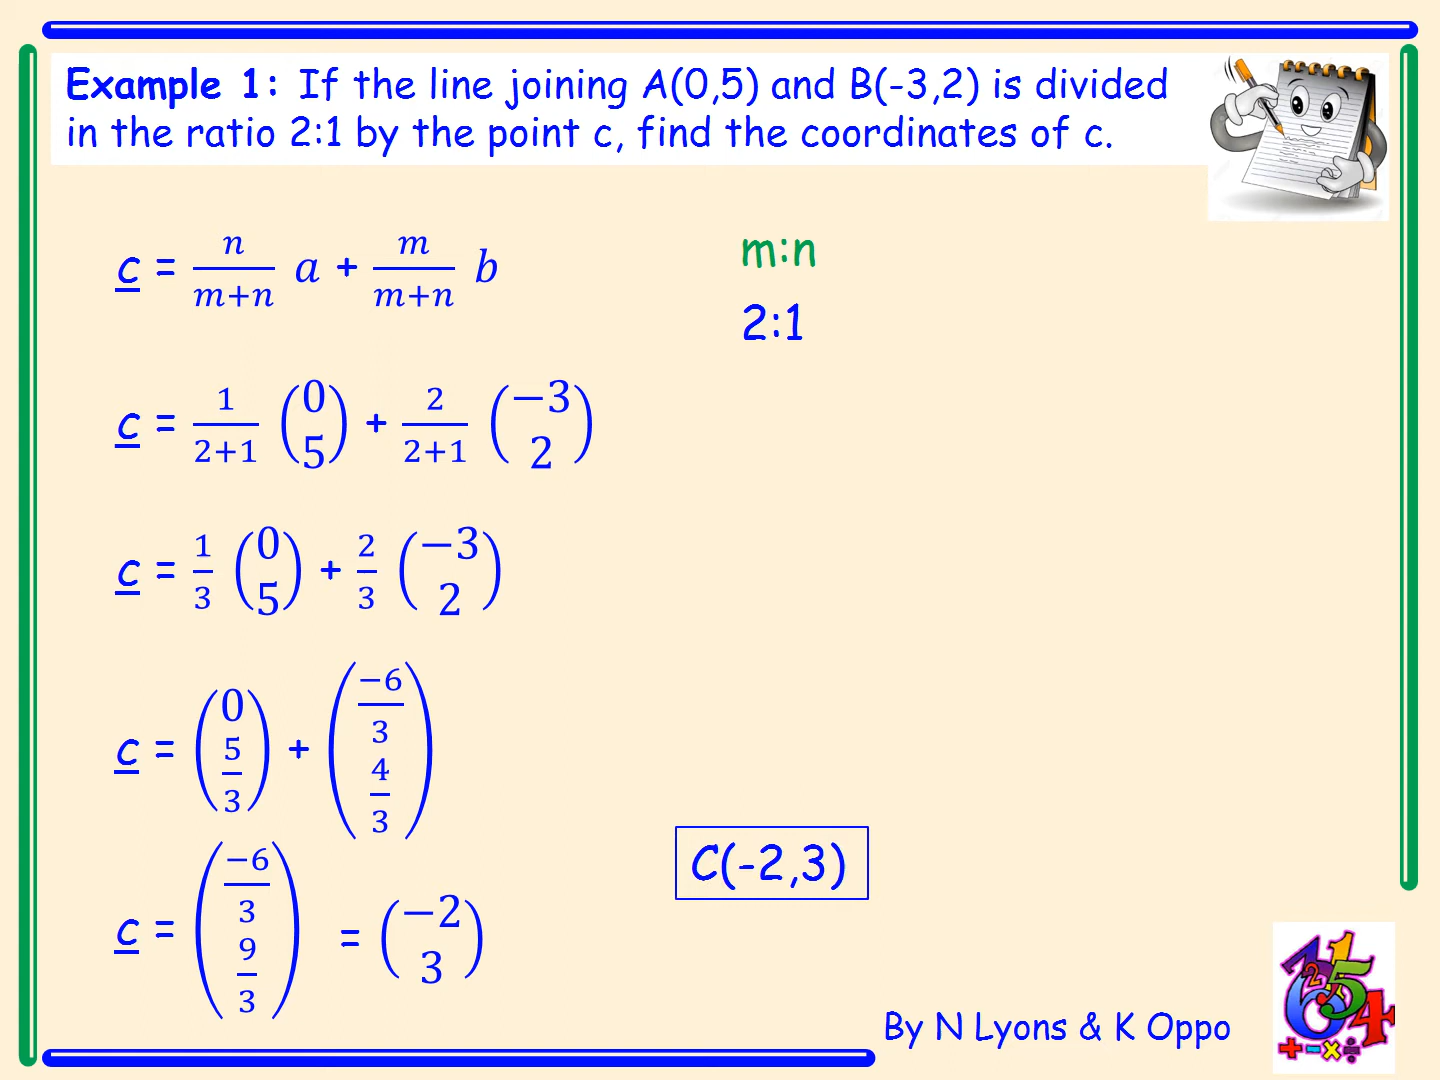 Example 1: If the line joining A(0,5) and B(-3,2) is divided
in the ratio 2:1 by the point c, find the coordinates of c.
c = n/(m+n) a + m/(m+n) b
m:n
2:1
c = 1/(2+1) (0 5) + 2/(2+1) (−3 2)
c = 1/3 (0 5) + 2/3 (−3 2)
c = (0 5/3) + (−6/3 4/3)
c = (−6/3 9/3) = (−2 3)
C(-2,3)
By N Lyons & K Oppo